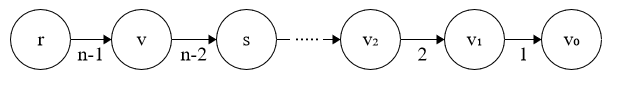 r v s ..... v₂ v₁ v₀
n-1 n-2 2 1